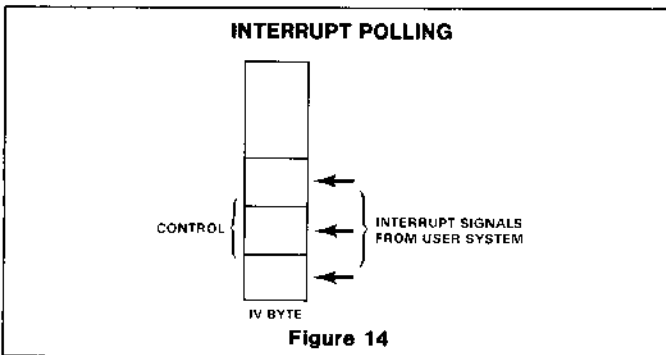 INTERRUPT POLLING
CONTROL
INTERRUPT SIGNALS
FROM USER SYSTEM
IV BYTE
Figure 14